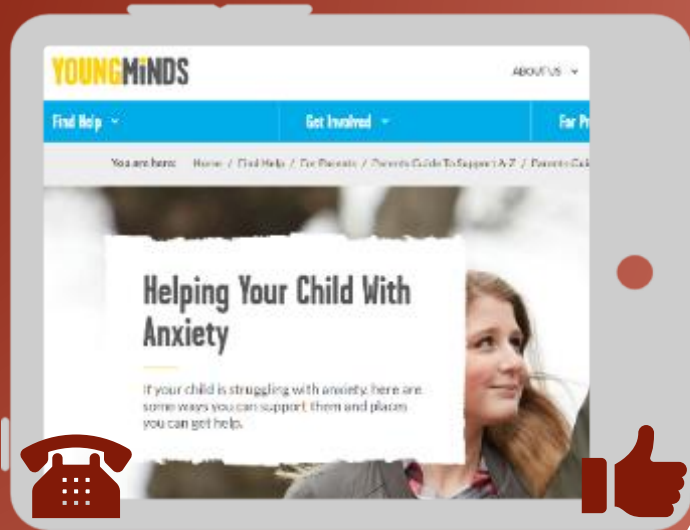 YOUNGMiNDS
ABOUT US
Find Help
Get Involved
For
You are here: Home / Find Help / For Parents / Parents Guide To Support A-Z / Parents
Helping Your Child With
Anxiety
If your child is struggling with anxiety, here are
some ways you can support them and places
you can get help.